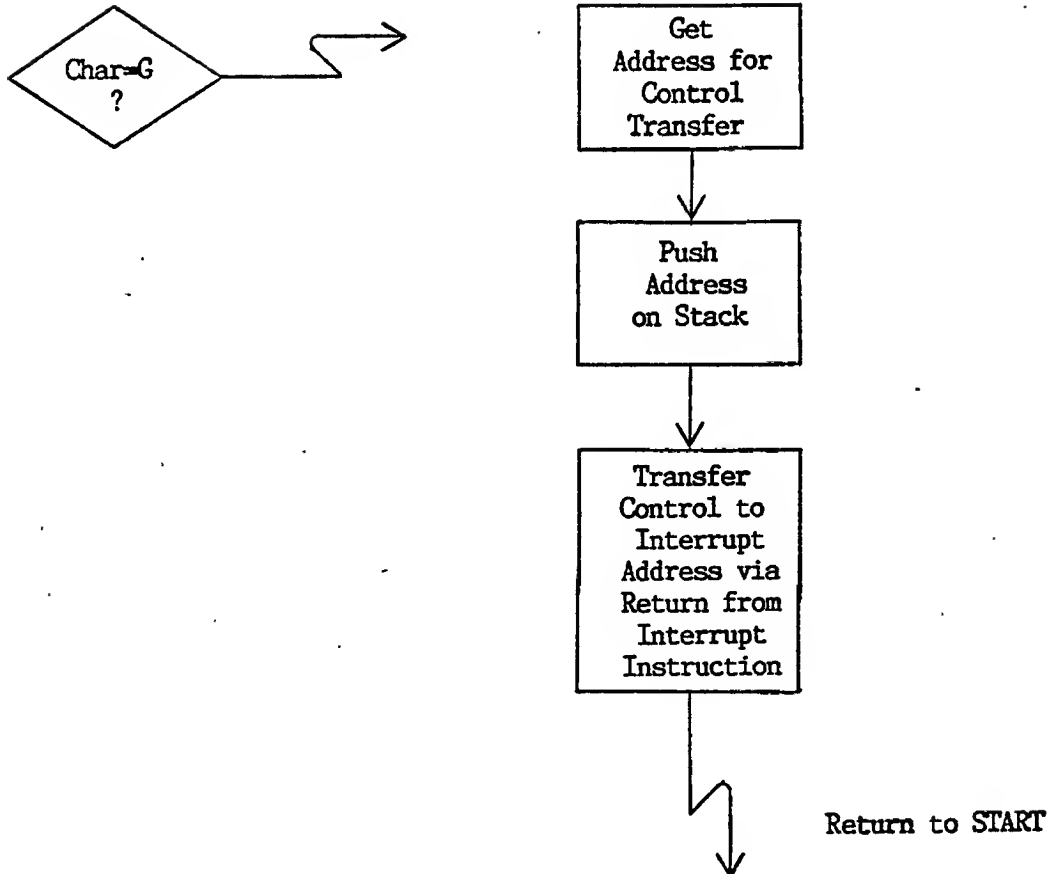 Char=G
?
Get
Address for
Control
Transfer
Push
Address
on Stack
Transfer
Control to
Interrupt
Address via
Return from
Interrupt
Instruction
Return to START